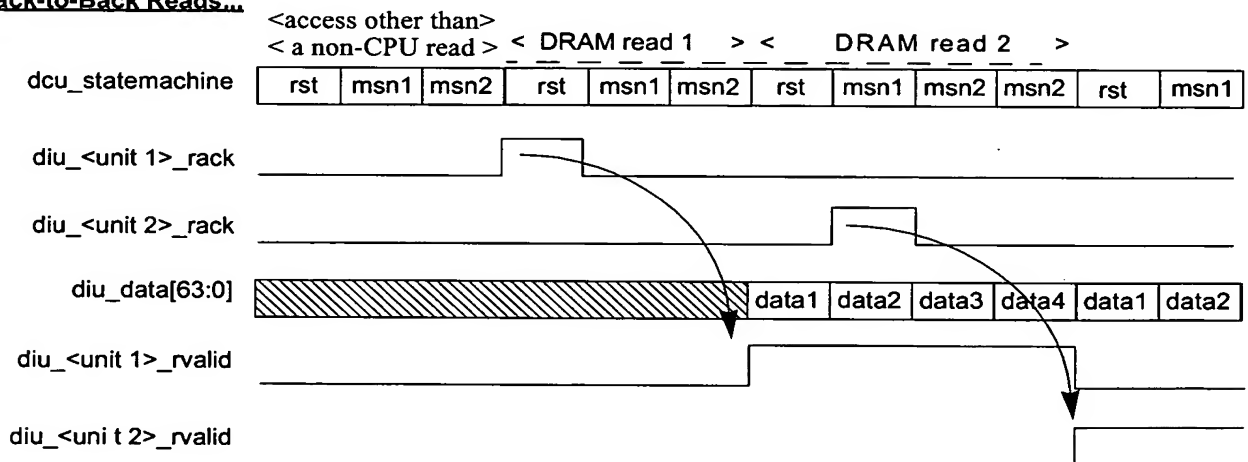 Back-to-Back Reads...
<access other than>
< a non-CPU read > < DRAM read 1 > < DRAM read 2 >
dcu_statemachine rst msn1 msn2 rst msn1 msn2 rst msn1 msn2 msn2 rst msn1
diu_<unit 1>_rack
diu_<unit 2>_rack
diu_data[63:0] data1 data2 data3 data4 data1 data2
diu_<unit 1>_rvalid
diu_<uni t 2>_rvalid